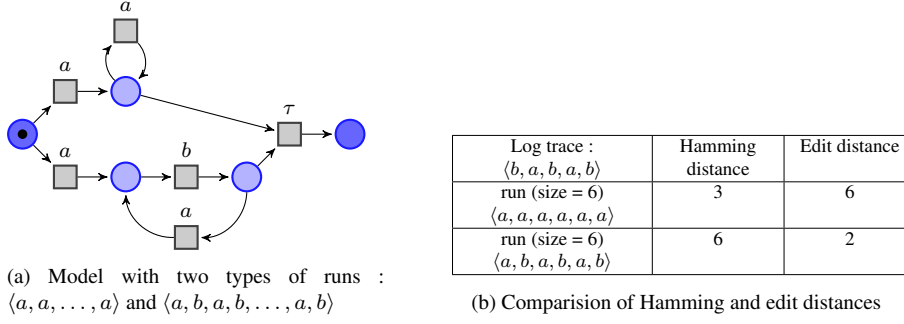 a
a
τ
a
b
a
(a) Model with two types of runs :
⟨a, a, . . . , a⟩ and ⟨a, b, a, b, . . . , a, b⟩
Log trace : Hamming Edit distance
⟨b, a, b, a, b⟩ distance
run (size = 6) 3 6
⟨a, a, a, a, a, a⟩
run (size = 6) 6 2
⟨a, b, a, b, a, b⟩
(b) Comparision of Hamming and edit distances